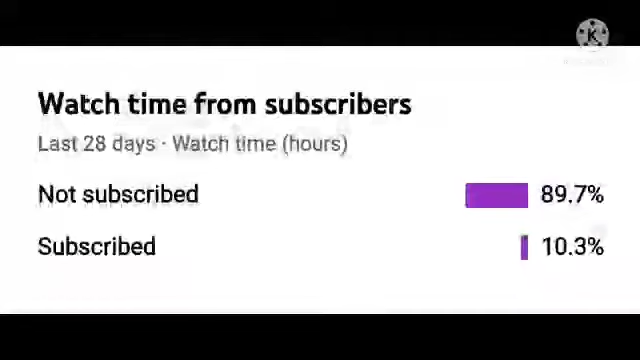 K
Watch time from subscribers
Last 28 days · Watch time (hours)
Not subscribed 89.7%
Subscribed 10.3%